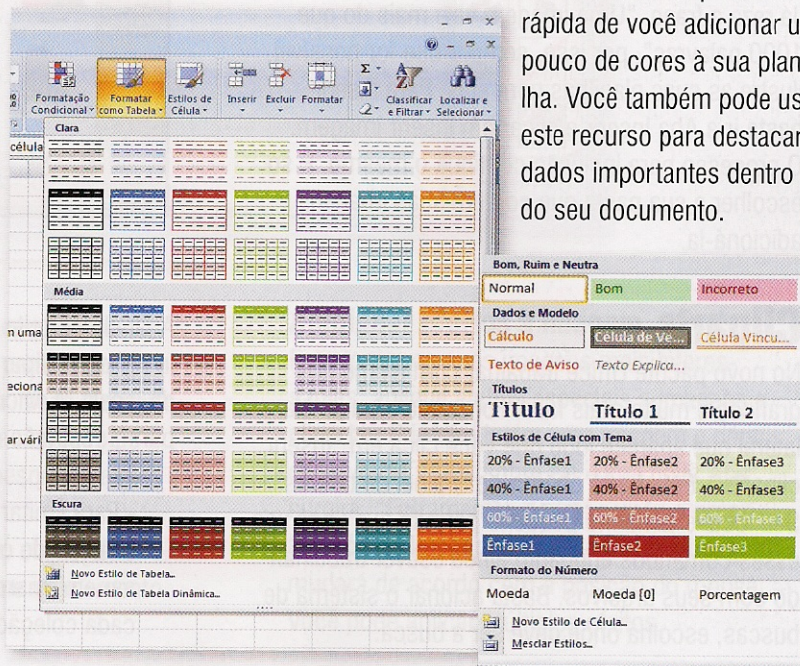 rápida de você adicionar u
pouco de cores à sua plan
lha. Você também pode us
este recurso para destacar
dados importantes dentro
do seu documento.
Formatação
Condicional
Formatar
como Tabela
Estilos de
Célula
Inserir
Excluir
Formatar
Σ
Classificar
e Filtrar
Localizar e
Selecionar
célula
Clara
Média
n uma
eciona
ar vári
Escura
Novo Estilo de Tabela...
Novo Estilo de Tabela Dinâmica...
Bom, Ruim e Neutra
Normal Bom Incorreto
Dados e Modelo
Cálculo Célula de Ve... Célula Vincu...
Texto de Aviso Texto Explica...
Títulos
Título Título 1 Título 2
Estilos de Célula com Tema
20% - Ênfase1 20% - Ênfase2 20% - Ênfase3
40% - Ênfase1 40% - Ênfase2 40% - Ênfase3
60% - Ênfase1 60% - Ênfase2 60% - Ênfase3
Ênfase1 Ênfase2 Ênfase3
Formato do Número
Moeda Moeda [0] Porcentagem
Novo Estilo de Célula...
Mesclar Estilos...